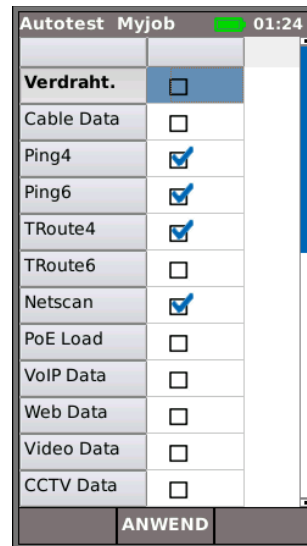 Autotest Myjob 01:24
Verdraht.
Cable Data
Ping4
Ping6
TRoute4
TRoute6
Netscan
PoE Load
VoIP Data
Web Data
Video Data
CCTV Data
ANWEND